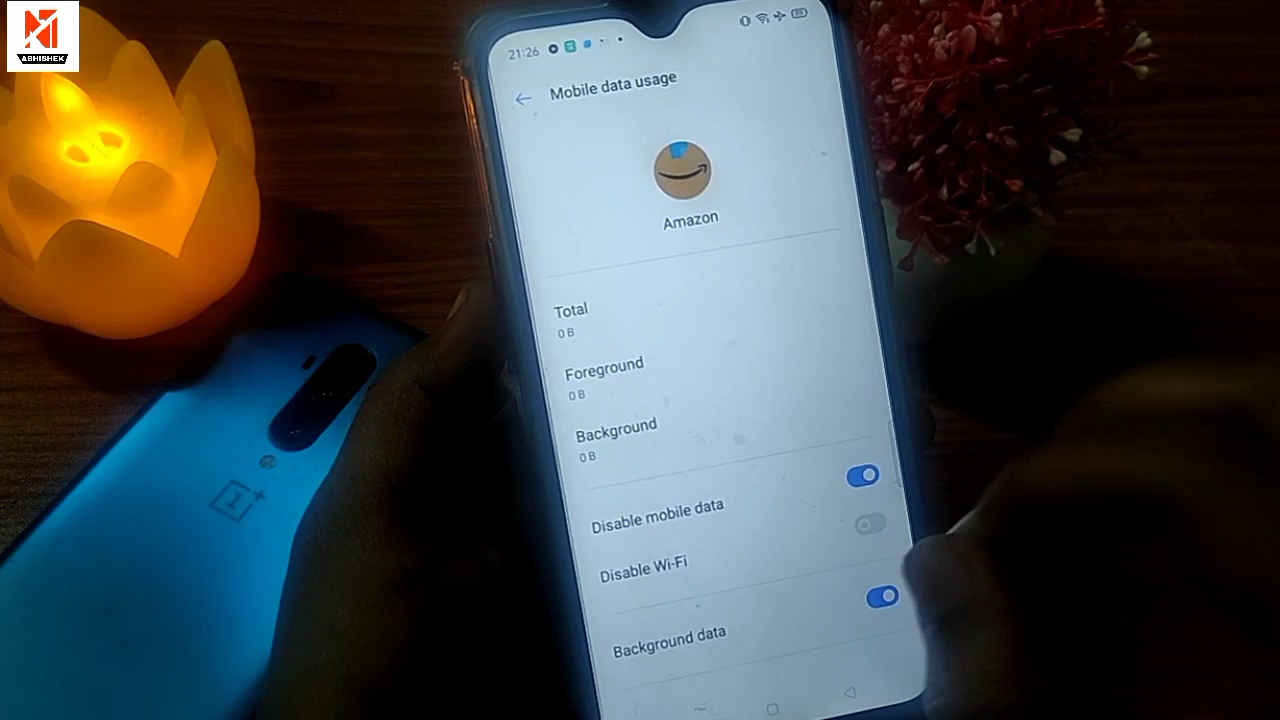 ABHISHEK
21:26
Mobile data usage
Amazon
Total
0 B
Foreground
0 B
Background
0 B
Disable mobile data
Disable Wi-Fi
Background data
1+